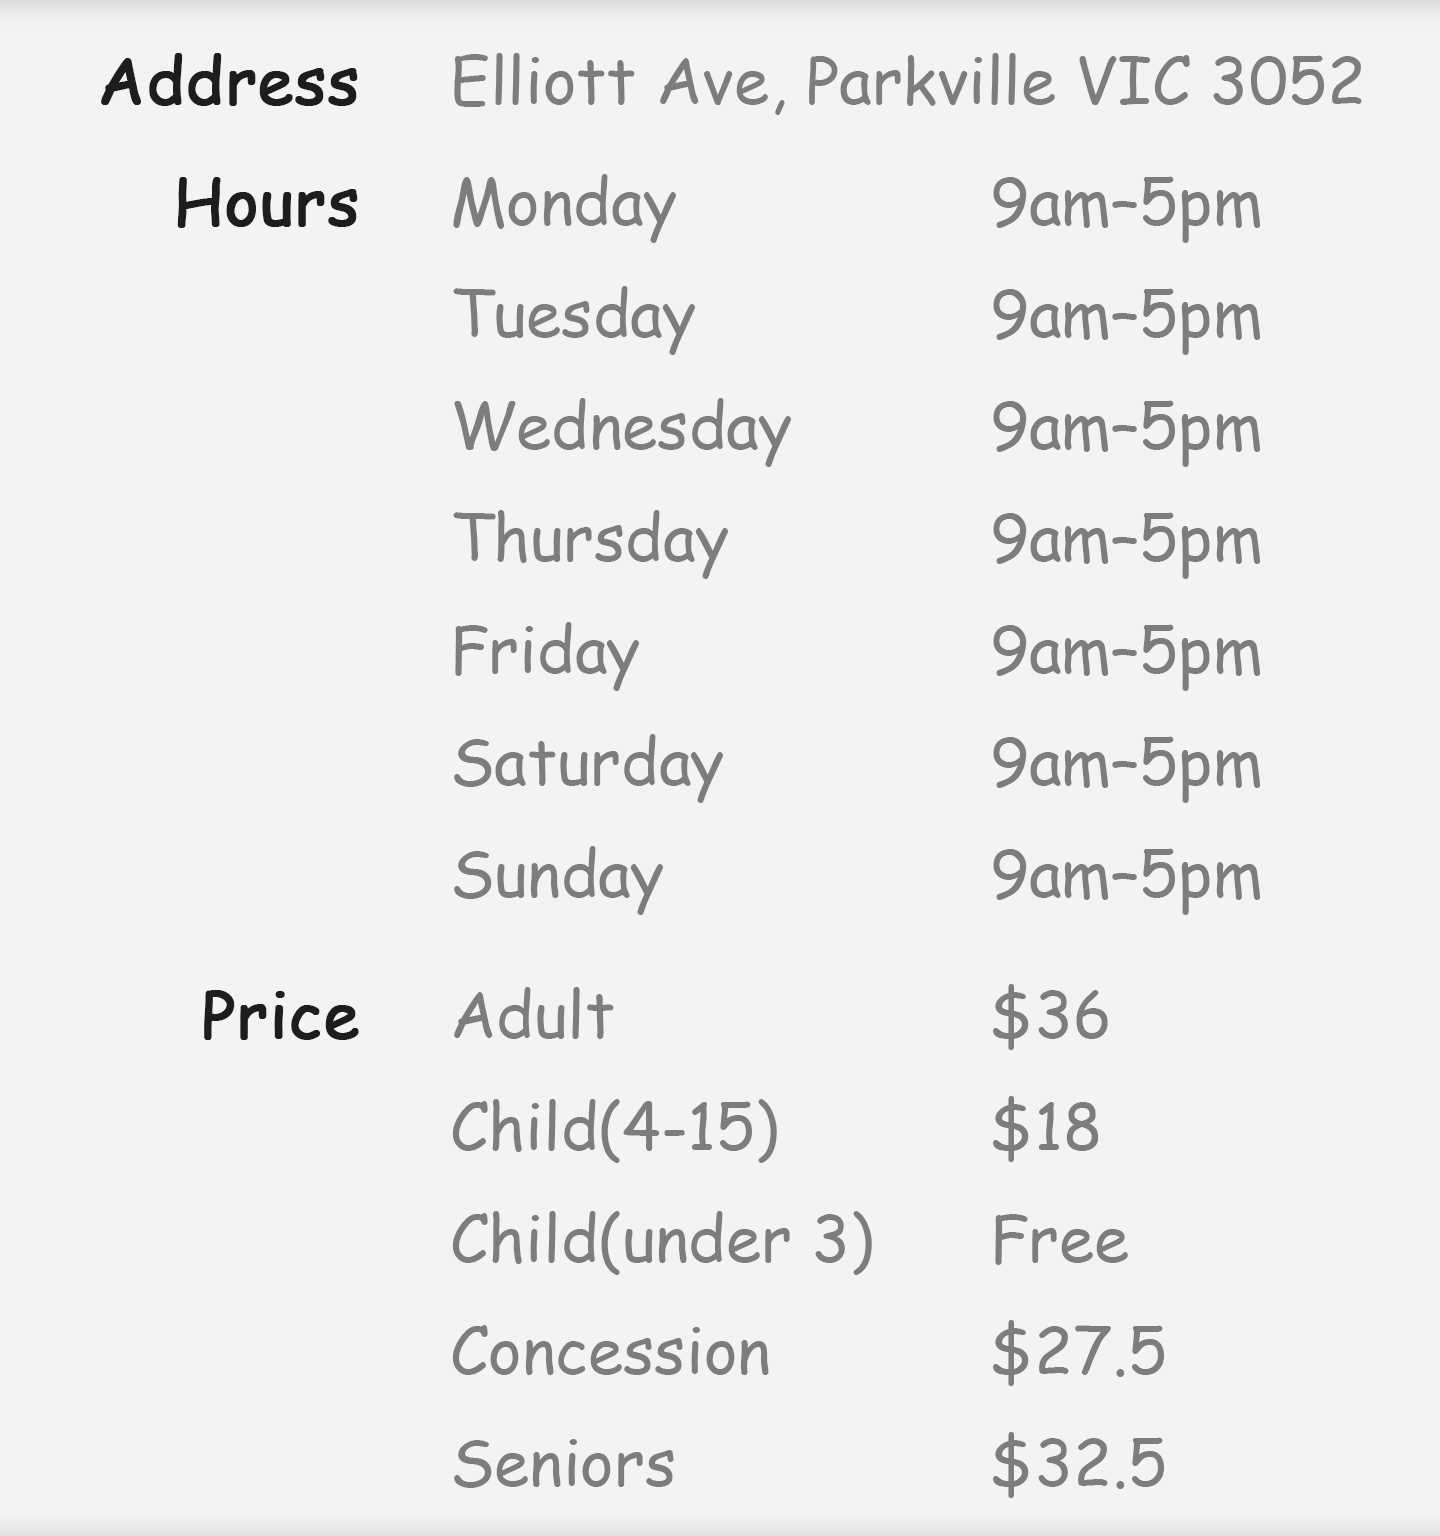 Address Elliott Ave, Parkville VIC 3052
Hours Monday 9am–5pm
Tuesday 9am–5pm
Wednesday 9am–5pm
Thursday 9am–5pm
Friday 9am–5pm
Saturday 9am–5pm
Sunday 9am–5pm
Price Adult $36
Child(4-15) $18
Child(under 3) Free
Concession $27.5
Seniors $32.5